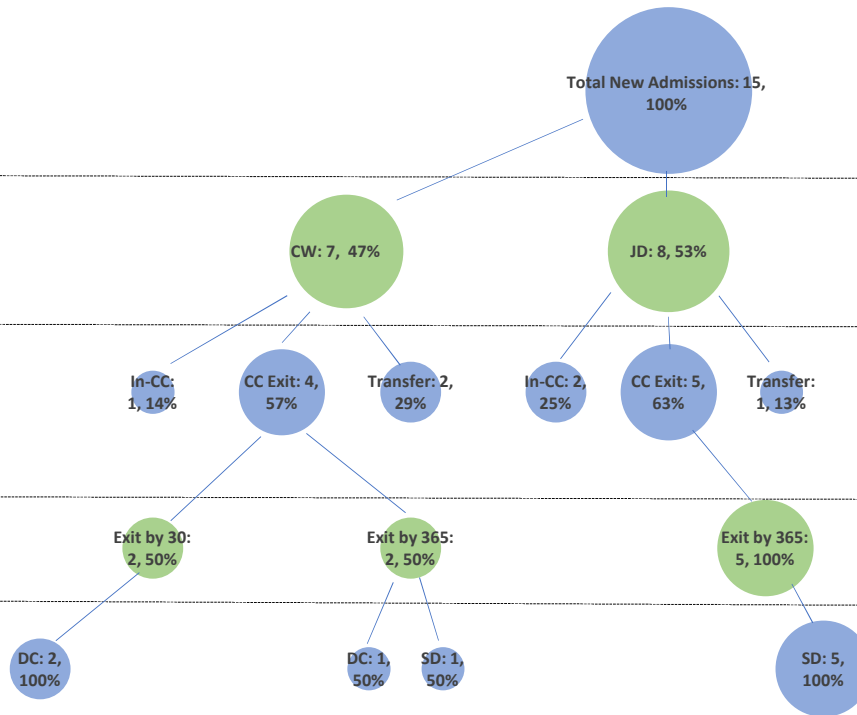 Total New Admissions: 15,
100%
CW: 7, 47%
JD: 8, 53%
In-CC:
1, 14%
CC Exit: 4,
57%
Transfer: 2,
29%
In-CC: 2,
25%
CC Exit: 5,
63%
Transfer:
1, 13%
Exit by 30:
2, 50%
Exit by 365:
2, 50%
Exit by 365:
5, 100%
DC: 2,
100%
DC: 1,
50%
SD: 1,
50%
SD: 5,
100%